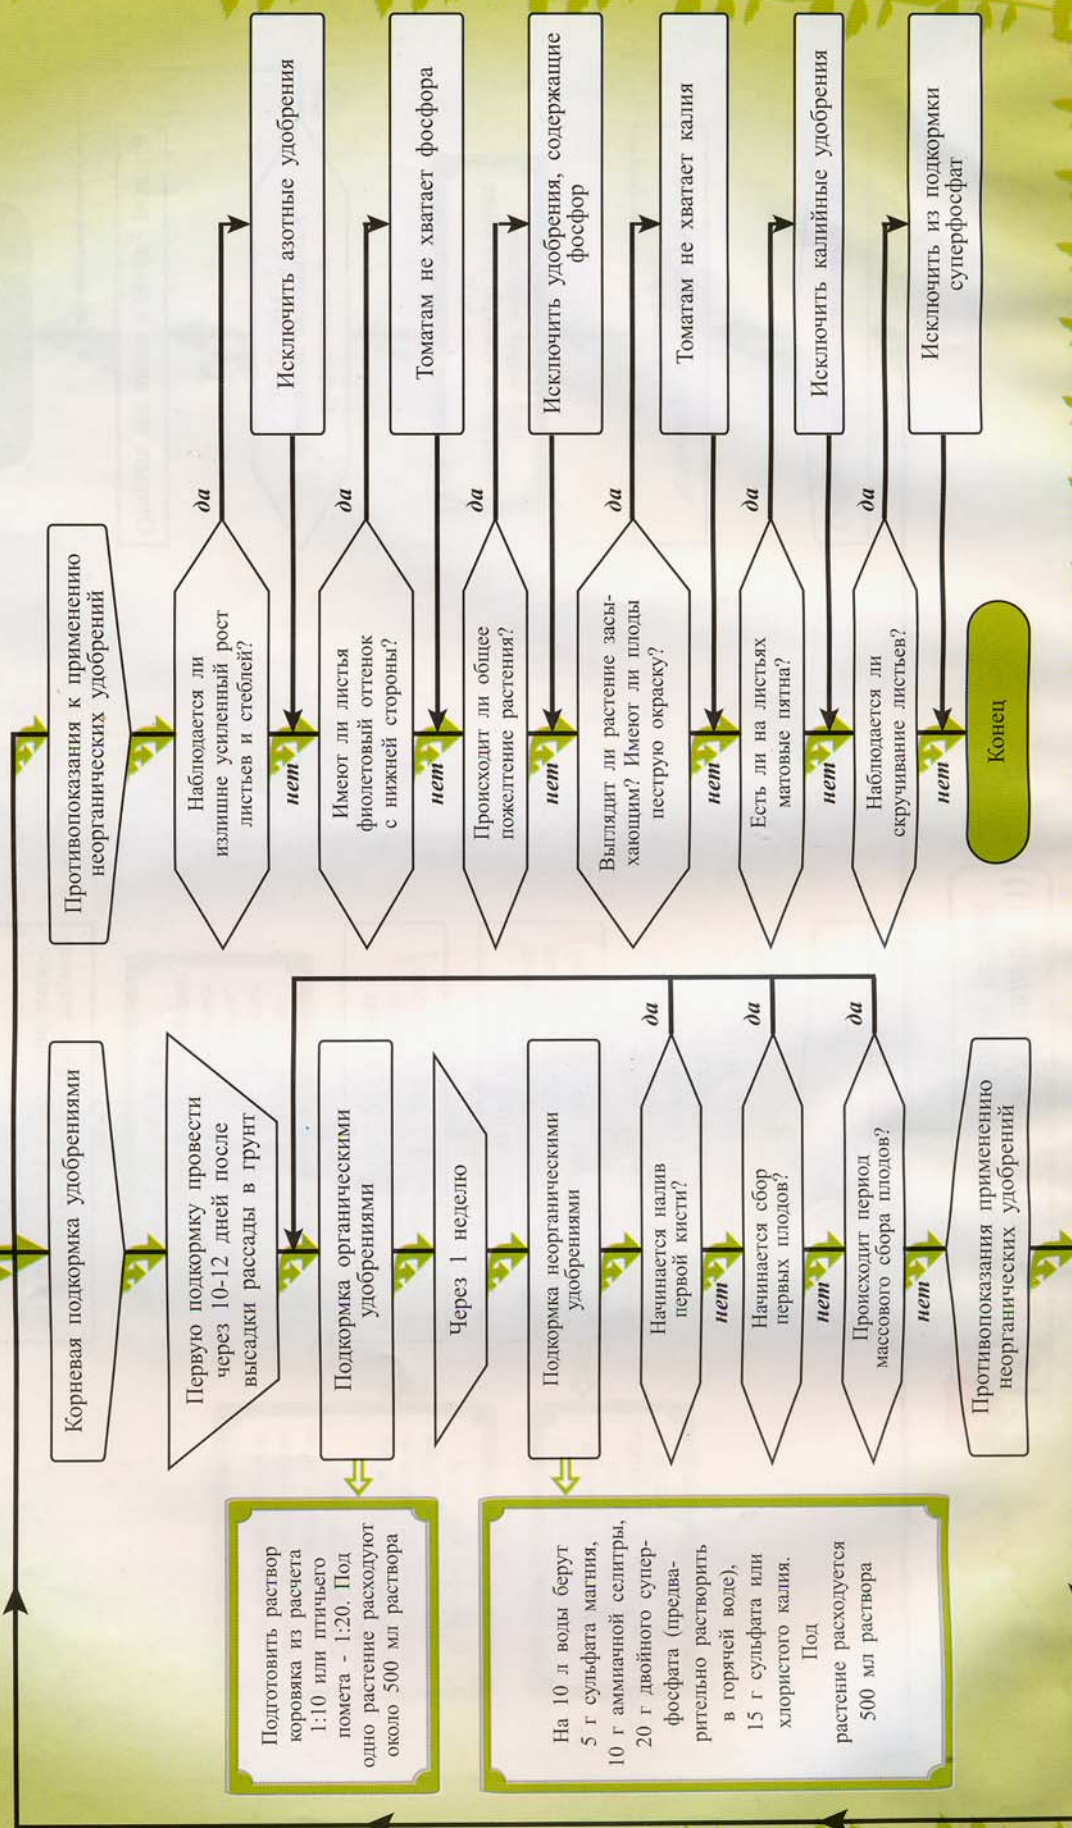 Корневая подкормка удобрениями
Первую подкормку провести
через 10-12 дней после
высадки рассады в грунт
Подкормка органическими
удобрениями
Подготовить раствор
коровяка из расчета
1:10 или птичьего
помета - 1:20. Под
одно растение расходуют
около 500 мл раствора
Через 1 неделю
Подкормка неорганическими
удобрениями
На 10 л воды берут
5 г сульфата магния,
10 г аммиачной селитры,
20 г двойного супер-
фосфата (предва-
рительно растворить
в горячей воде),
15 г сульфата или
хлористого калия.
Под
растение расходуется
500 мл раствора
Начинается налив
первой кисти?
да
нет
Начинается сбор
первых плодов?
да
нет
Происходит период
массового сбора плодов?
да
нет
Противопоказания применению
неорганических удобрений
Противопоказания к применению
неорганических удобрений
Наблюдается ли
излишне усиленный рост
листьев и стеблей?
да
Исключить азотные удобрения
нет
Имеют ли листья
фиолетовый оттенок
с нижней стороны?
да
Томатам не хватает фосфора
нет
Происходит ли общее
пожелтение растения?
да
Исключить удобрения, содержащие
фосфор
нет
Выглядит ли растение засы-
хающим? Имеют ли плоды
пеструю окраску?
да
Томатам не хватает калия
нет
Есть ли на листьях
матовые пятна?
да
Исключить калийные удобрения
нет
Наблюдается ли
скручивание листьев?
да
Исключить из подкормки
суперфосфат
нет
Конец